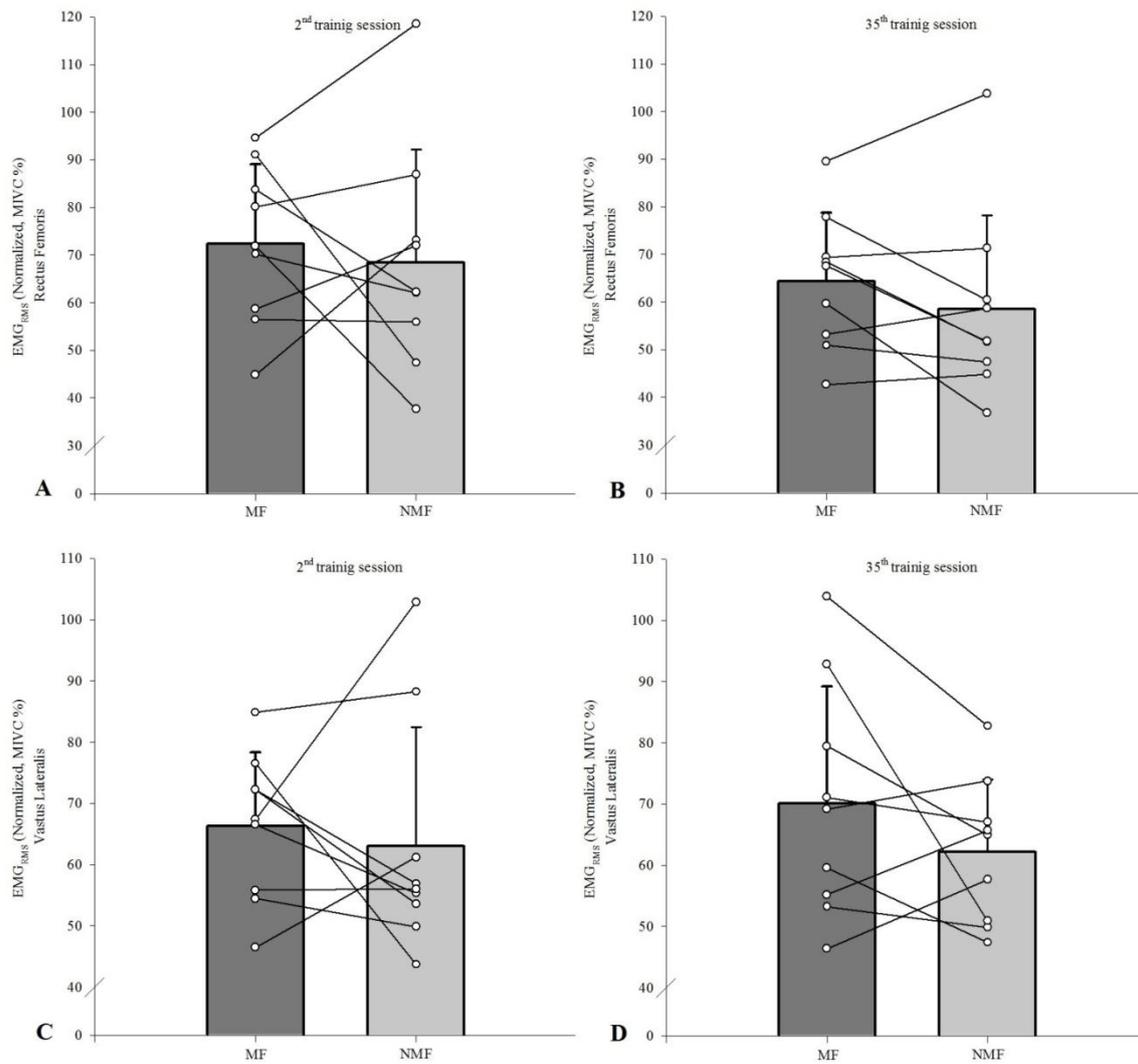 2nd trainig session
120
110
100
90
80
70
60
50
40
30
0
EMGRMS (Normalized, MIVC %)
Rectus Femoris
MF
NMF
A
35th trainig session
120
110
100
90
80
70
60
50
40
30
0
EMGRMS (Normalized, MIVC %)
Rectus Femoris
MF
NMF
B
2nd trainig session
110
100
90
80
70
60
50
40
0
EMGRMS (Normalized, MIVC %)
Vastus Lateralis
MF
NMF
C
35th trainig session
110
100
90
80
70
60
50
40
0
EMGRMS (Normalized, MIVC %)
Vastus Lateralis
MF
NMF
D